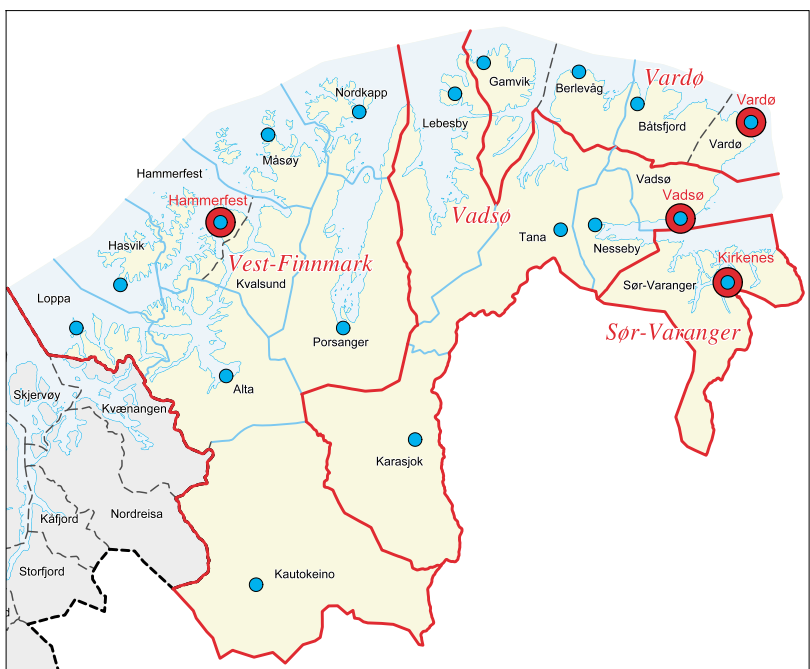 Gamvik
Vardø
Berlevåg
Nordkapp
Vardø
Lebesby
Båtsfjord
Vardø
Måsøy
Hammerfest
Vadsø
Hammerfest
Vadsø
Vadsø
Tana
Hasvik
Nesseby
Vest-Finnmark
Kirkenes
Kvalsund
Sør-Varanger
Loppa
Sør-Varanger
Porsanger
Alta
Skjervøy
Kvænangen
Karasjok
Nordreisa
Kåfjord
Storfjord
Kautokeino